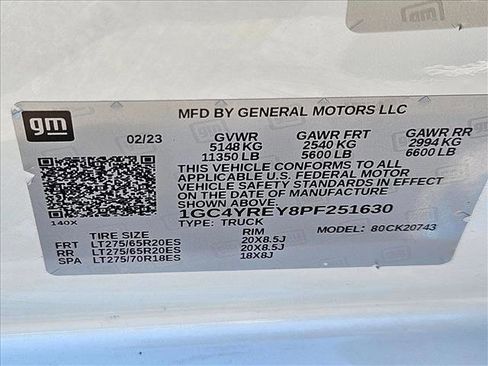 gm
MFD BY GENERAL MOTORS LLC
02/23 GVWR GAWR FRT GAWR RR
5148 KG 2540 KG 2994 KG
11350 LB 5600 LB 6600 LB
THIS VEHICLE CONFORMS TO ALL
APPLICABLE U.S. FEDERAL MOTOR
VEHICLE SAFETY STANDARDS IN EFFECT
ON THE DATE OF MANUFACTURE
SHOWN ABOVE.
1GC4YREY8PF251630
140X TYPE: TRUCK MODEL: 80CK20743
TIRE SIZE RIM
FRT LT275/65R20ES 20X8.5J
RR LT275/65R20ES 20X8.5J
SPA LT275/70R18ES 18X8J